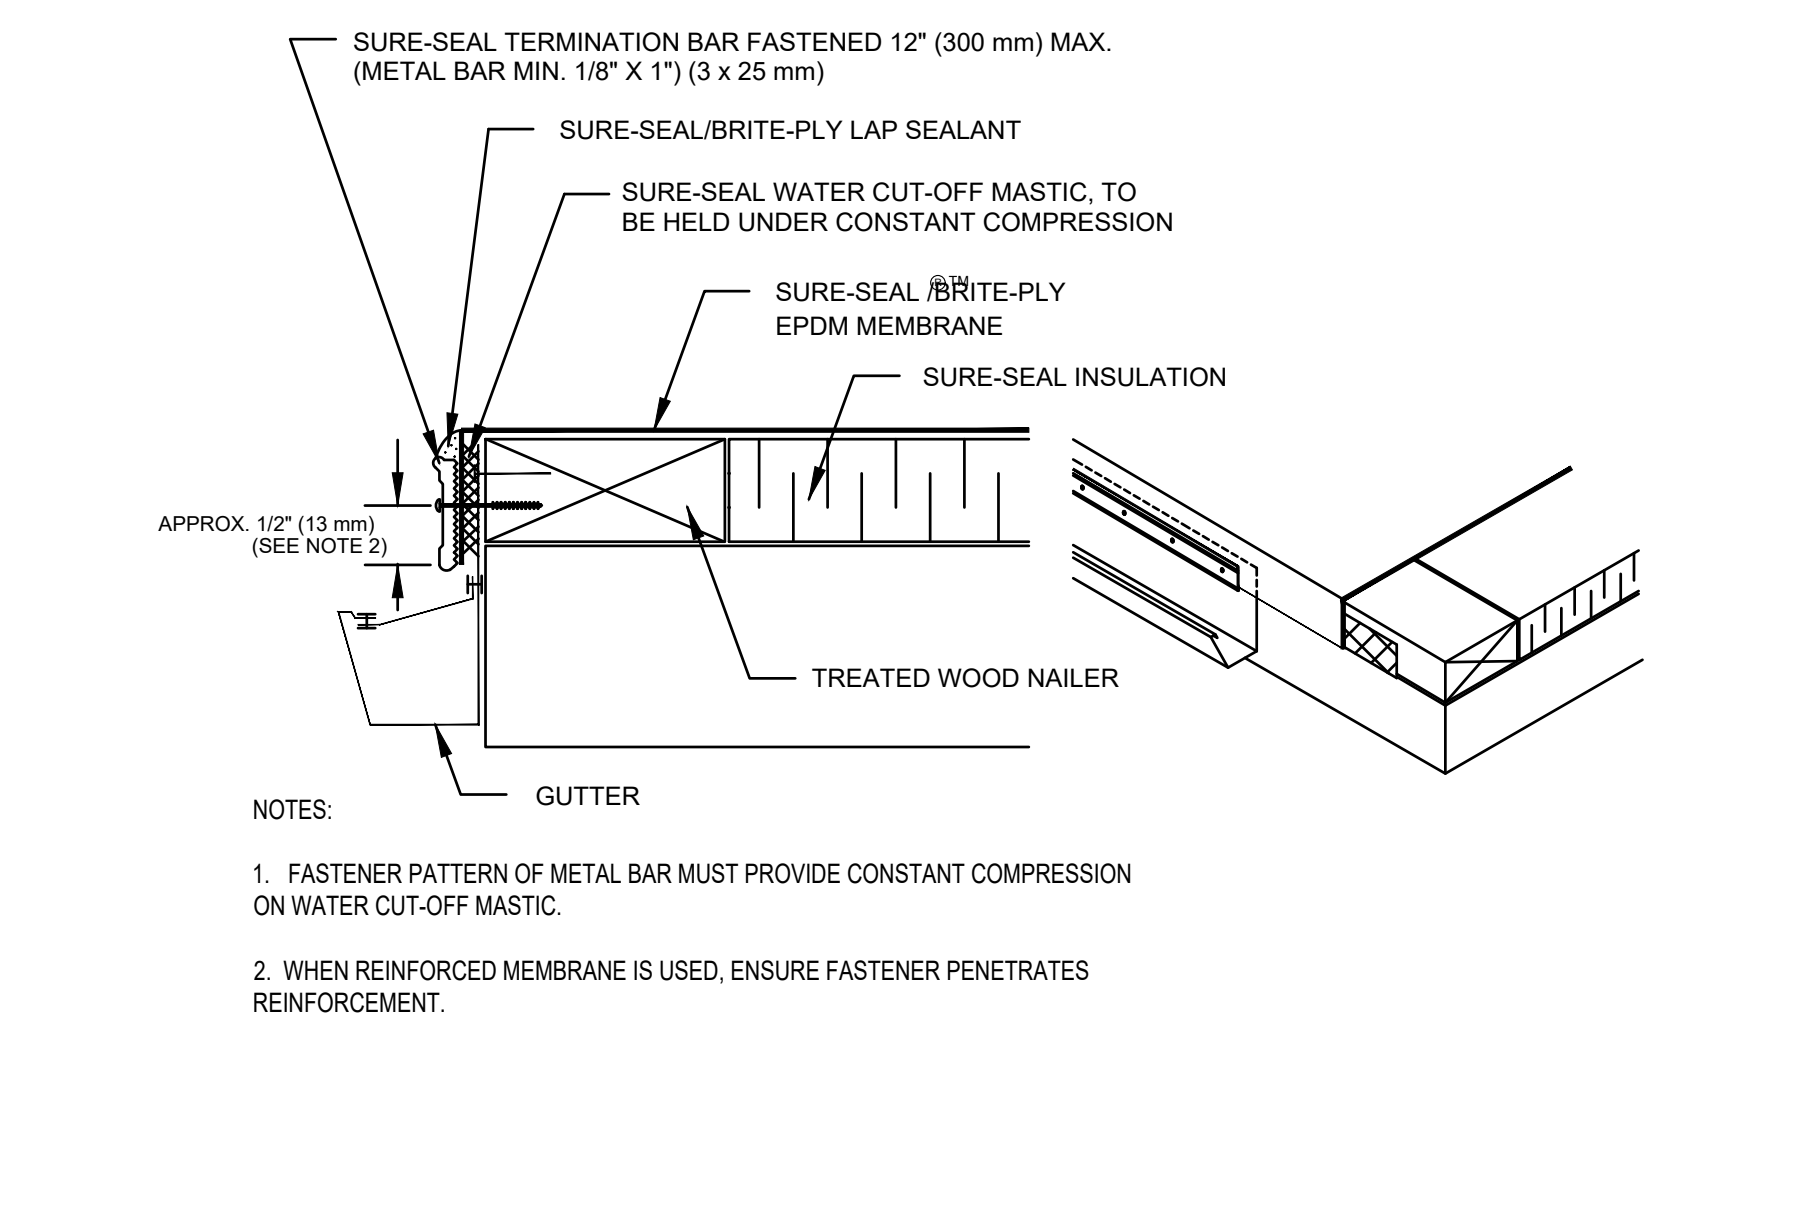 SURE-SEAL TERMINATION BAR FASTENED 12" (300 mm) MAX.
(METAL BAR MIN. 1/8" X 1") (3 x 25 mm)
SURE-SEAL/BRITE-PLY LAP SEALANT
SURE-SEAL WATER CUT-OFF MASTIC, TO
BE HELD UNDER CONSTANT COMPRESSION
®™
SURE-SEAL /BRITE-PLY
EPDM MEMBRANE
SURE-SEAL INSULATION
APPROX. 1/2" (13 mm)
(SEE NOTE 2)
TREATED WOOD NAILER
GUTTER
NOTES:
1. FASTENER PATTERN OF METAL BAR MUST PROVIDE CONSTANT COMPRESSION
ON WATER CUT-OFF MASTIC.
2. WHEN REINFORCED MEMBRANE IS USED, ENSURE FASTENER PENETRATES
REINFORCEMENT.